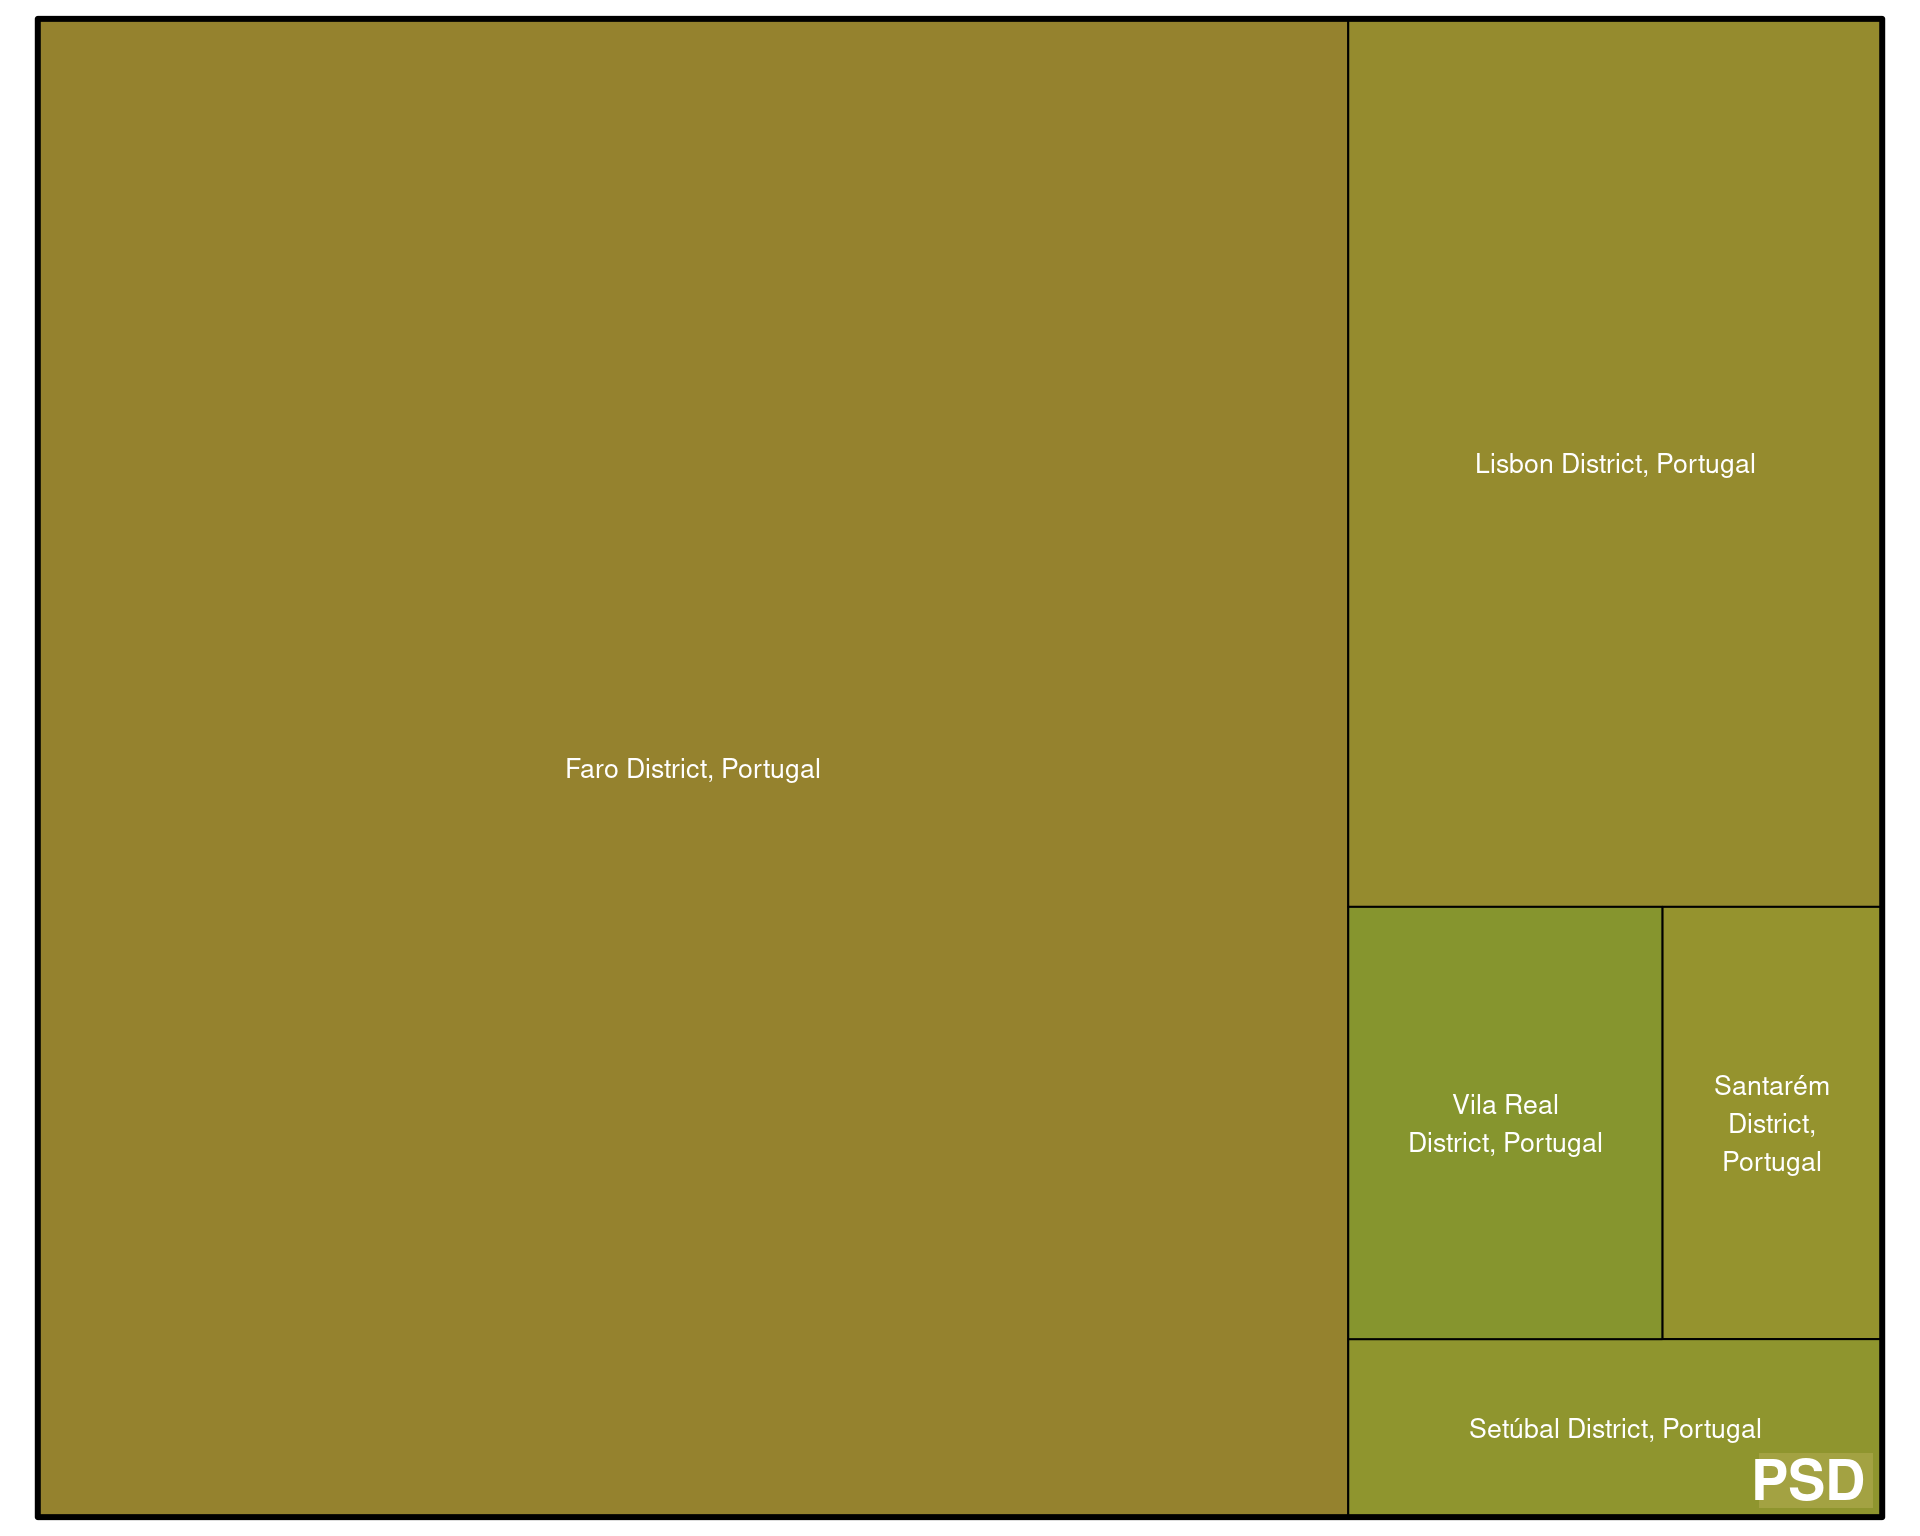 Faro District, Portugal
Lisbon District, Portugal
Vila Real
District, Portugal
Santarém
District,
Portugal
Setúbal District, Portugal
PSD